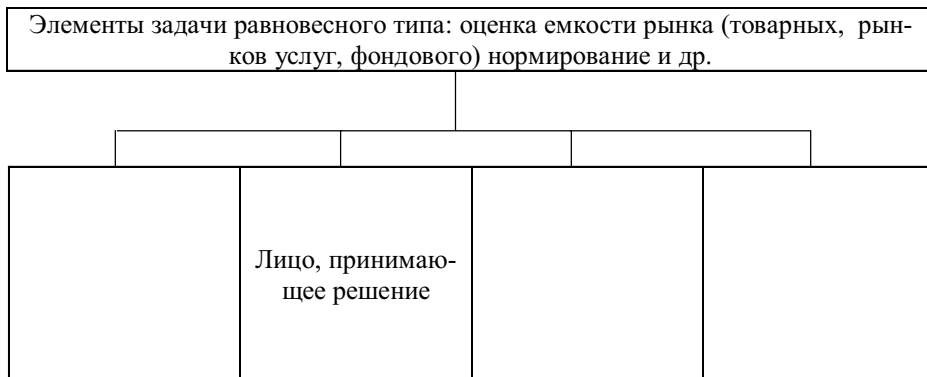 Элементы задачи равновесного типа: оценка емкости рынка (товарных, рын-
ков услуг, фондового) нормирование и др.
Лицо, принимаю-
щее решение